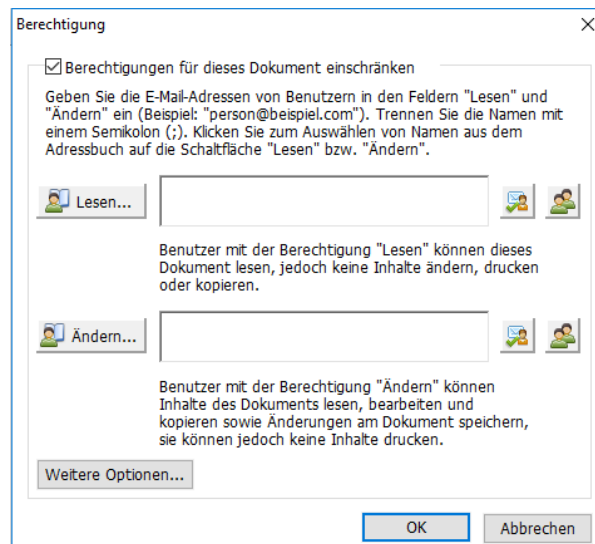 Berechtigung
Berechtigungen für dieses Dokument einschränken
Geben Sie die E-Mail-Adressen von Benutzern in den Feldern "Lesen" und
"Ändern" ein (Beispiel: "person@beispiel.com"). Trennen Sie die Namen mit
einem Semikolon (;). Klicken Sie zum Auswählen von Namen aus dem
Adressbuch auf die Schaltfläche "Lesen" bzw. "Ändern".
Lesen...
Benutzer mit der Berechtigung "Lesen" können dieses
Dokument lesen, jedoch keine Inhalte ändern, drucken
oder kopieren.
Ändern...
Benutzer mit der Berechtigung "Ändern" können
Inhalte des Dokuments lesen, bearbeiten und
kopieren sowie Änderungen am Dokument speichern,
sie können jedoch keine Inhalte drucken.
Weitere Optionen...
OK
Abbrechen